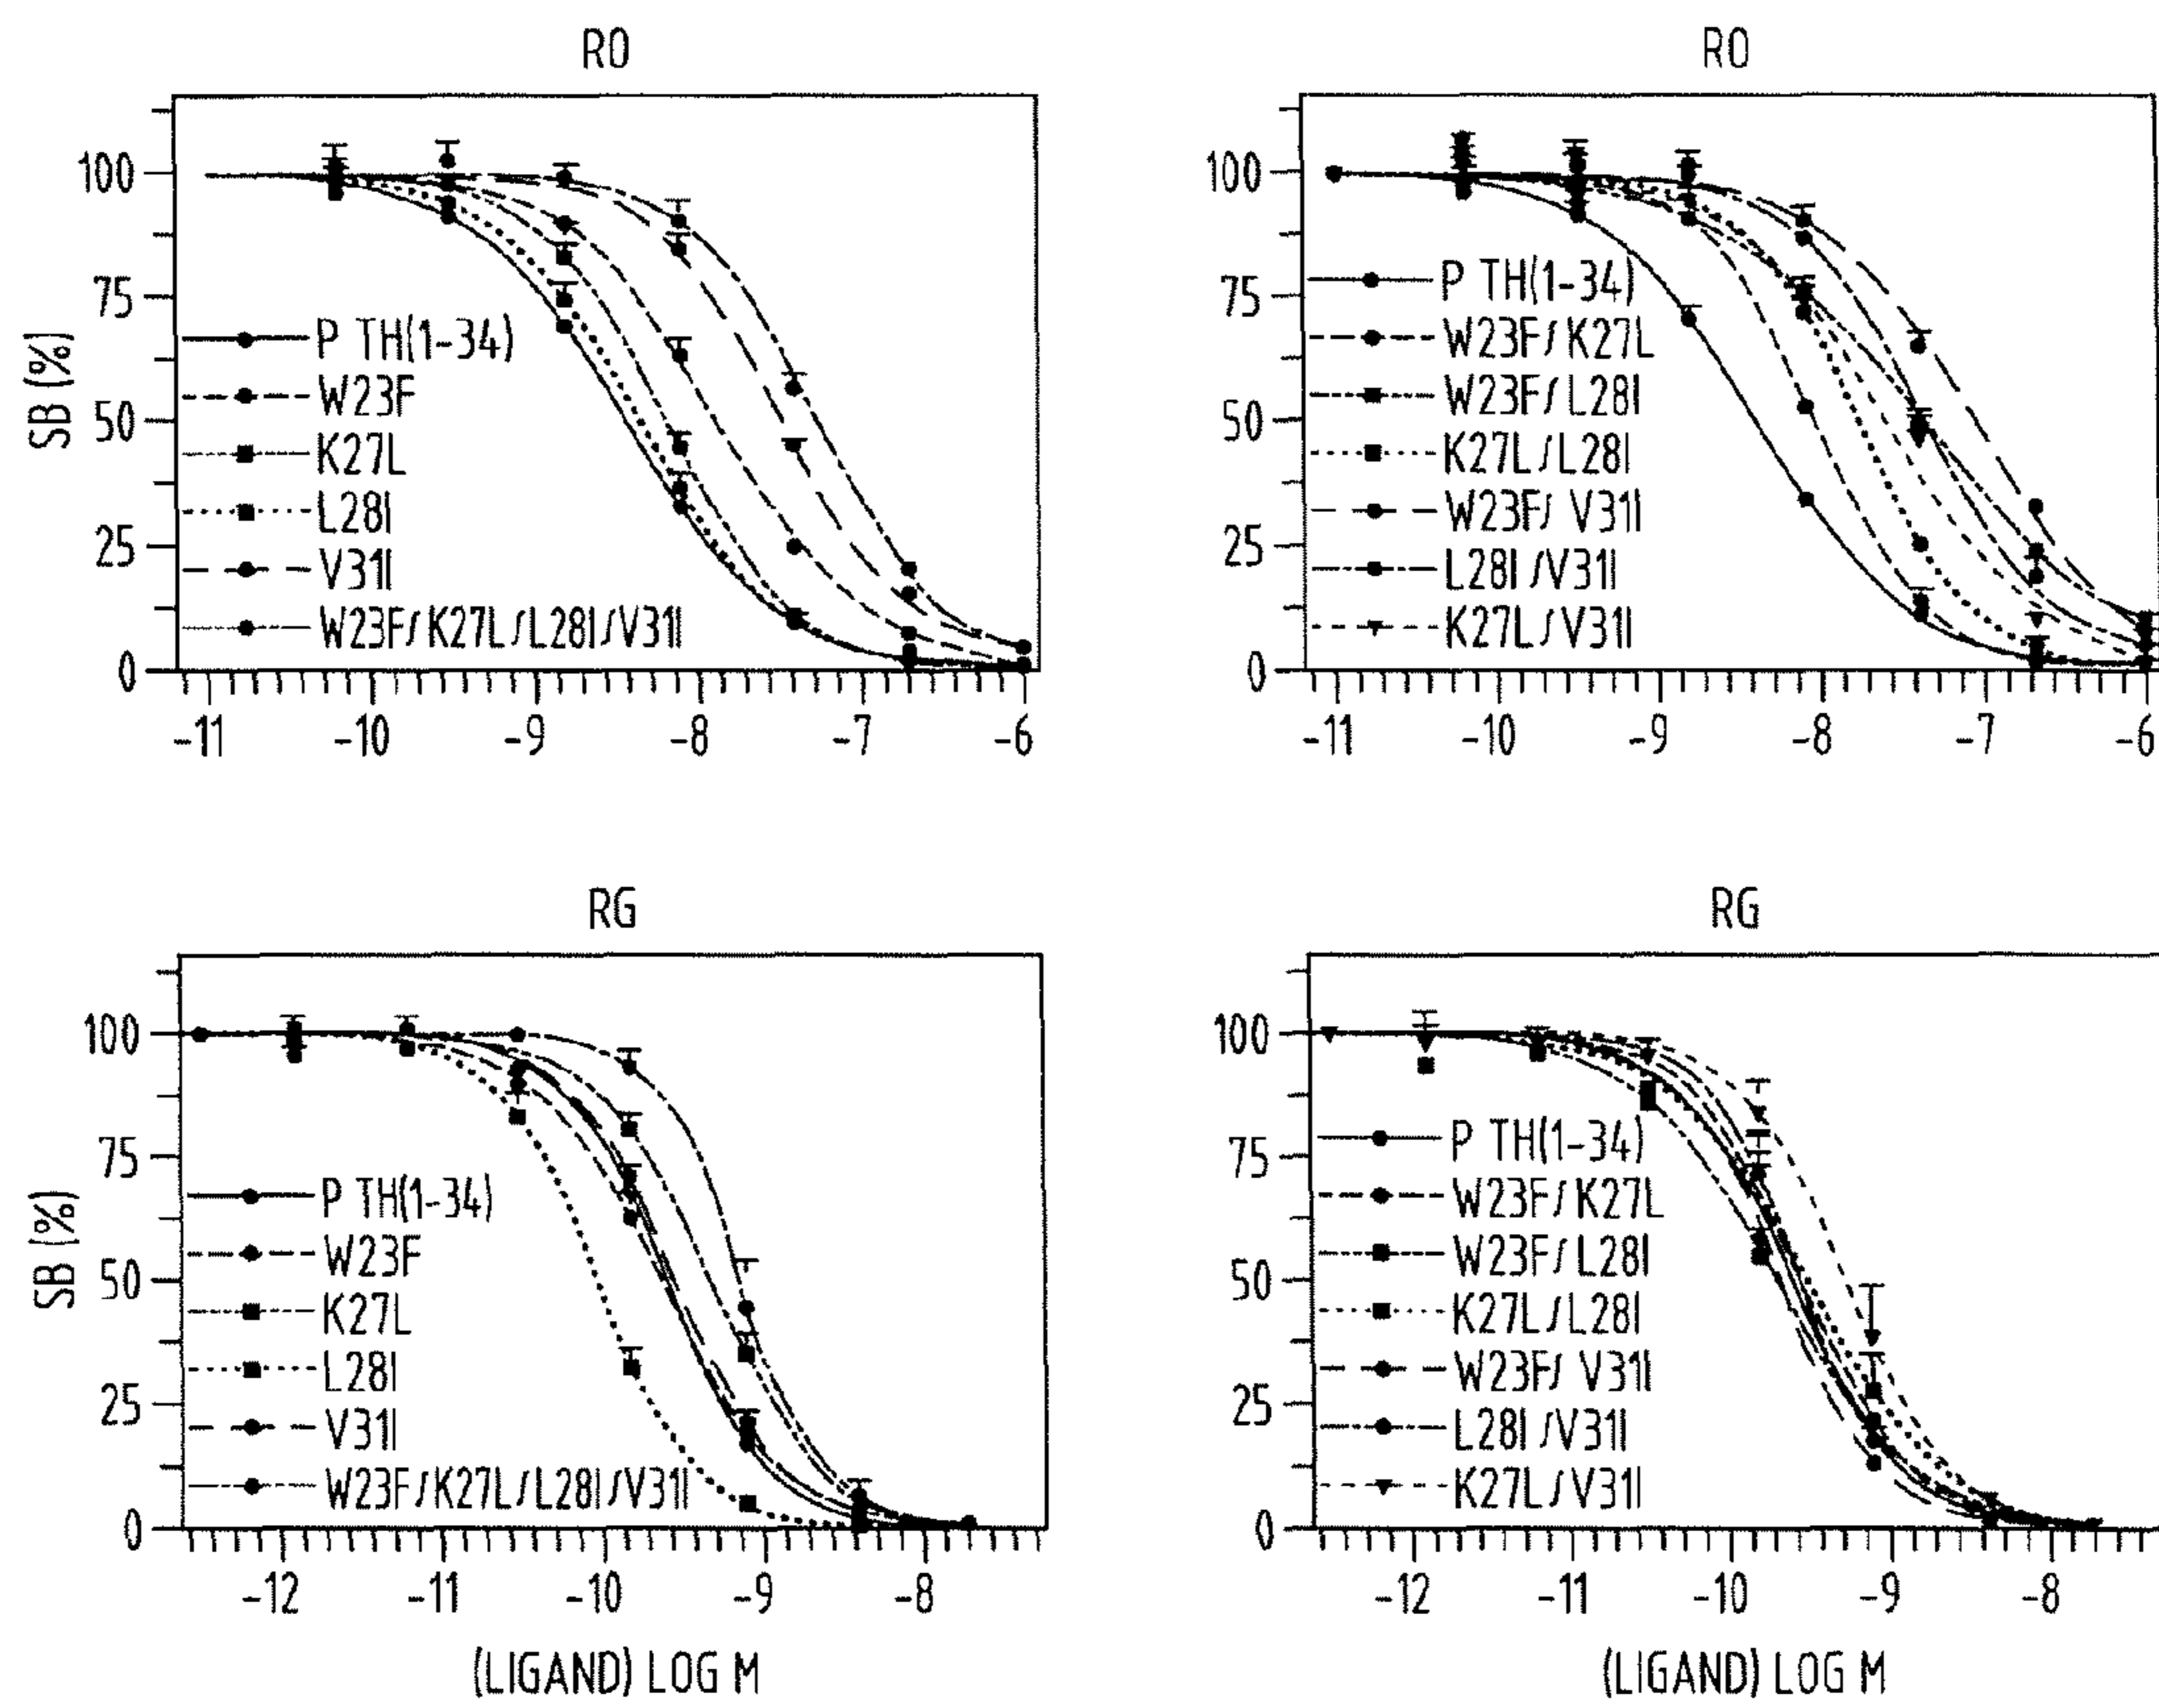 R0
100
75
50
25
0
SB (%)
P TH(1-34)
W23F
K27L
L28I
V31I
W23F/K27L/L28I/V31I
-11 -10 -9 -8 -7 -6
R0
100
75
50
25
0
P TH(1-34)
W23F/K27L
W23F/L28I
K27L/L28I
W23F/ V31I
L28I/V31I
K27L/V31I
-11 -10 -9 -8 -7 -6
RG
100
75
50
25
0
SB (%)
P TH(1-34)
W23F
K27L
L28I
V31I
W23F/K27L/L28I/V31I
-12 -11 -10 -9 -8
(LIGAND) LOG M
RG
100
75
50
25
0
P TH(1-34)
W23F/K27L
W23F/L28I
K27L/L28I
W23F/ V31I
L28I/V31I
K27L/V31I
-12 -11 -10 -9 -8
(LIGAND) LOG M